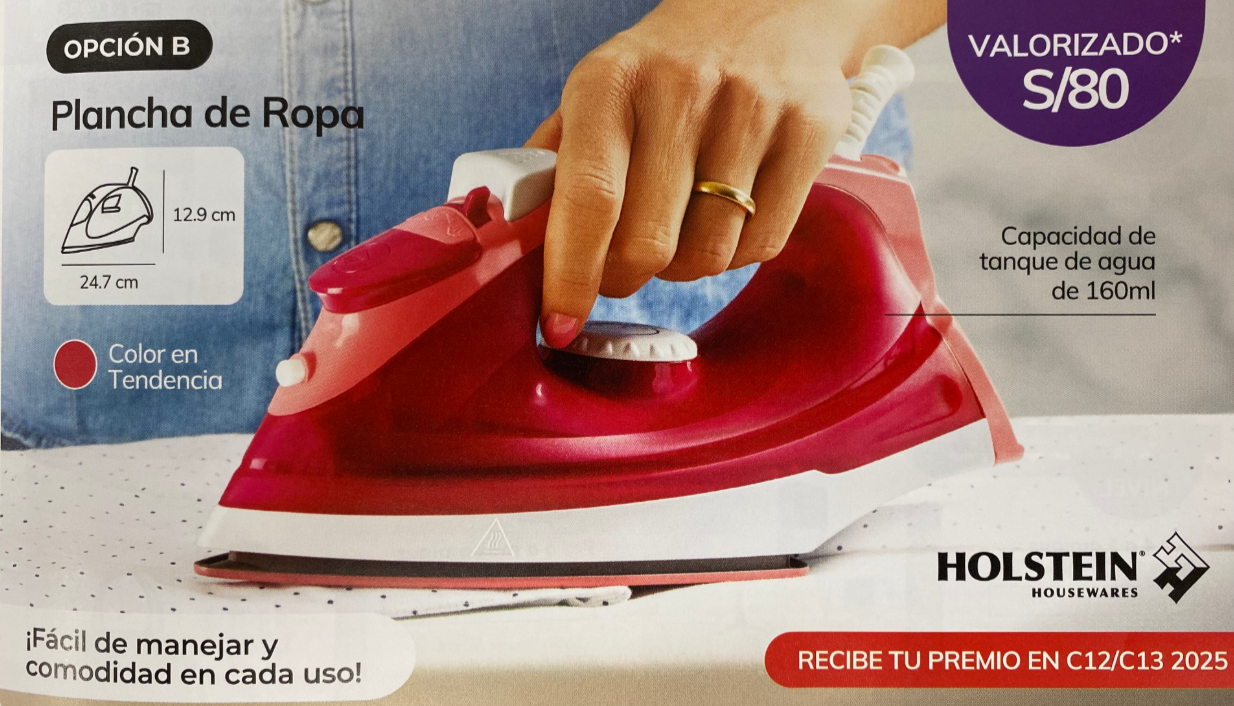 OPCIÓN B
Plancha de Ropa
12.9 cm
24.7 cm
Color en
Tendencia
VALORIZADO*
S/80
Capacidad de
tanque de agua
de 160ml
HOLSTEIN®
HOUSEWARES
¡Fácil de manejar y
comodidad en cada uso!
RECIBE TU PREMIO EN C12/C13 2025